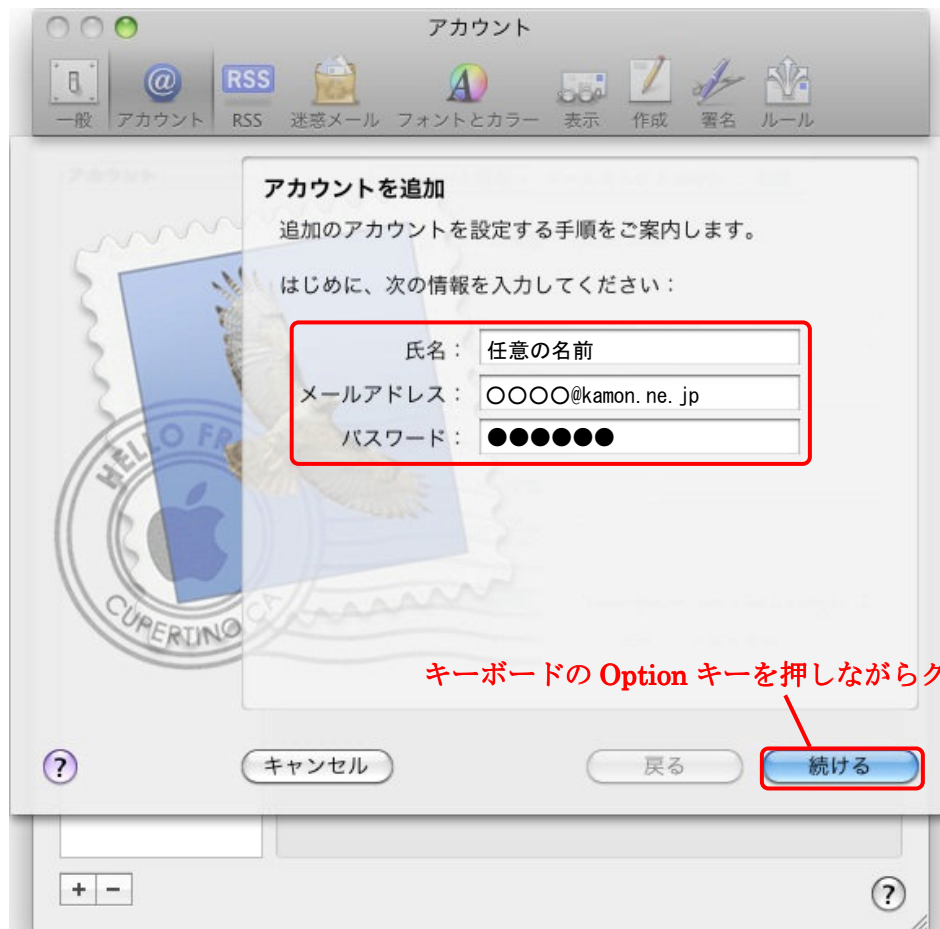 アカウント
RSS
一般 アカウント RSS 迷惑メール フォントとカラー 表示 作成 署名 ルール
アカウントを追加
追加のアカウントを設定する手順をご案内します。
はじめに、次の情報を入力してください：
氏名： 任意の名前
メールアドレス： 〇〇〇〇@kamon.ne.jp
パスワード： ●●●●●●
HELLO FR
CUPERTINO CA
キーボードの Option キーを押しながらク
? キャンセル 戻る 続ける
+ − ?